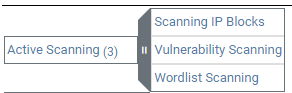 Scanning IP Blocks
Active Scanning (3)
Vulnerability Scanning
Wordlist Scanning